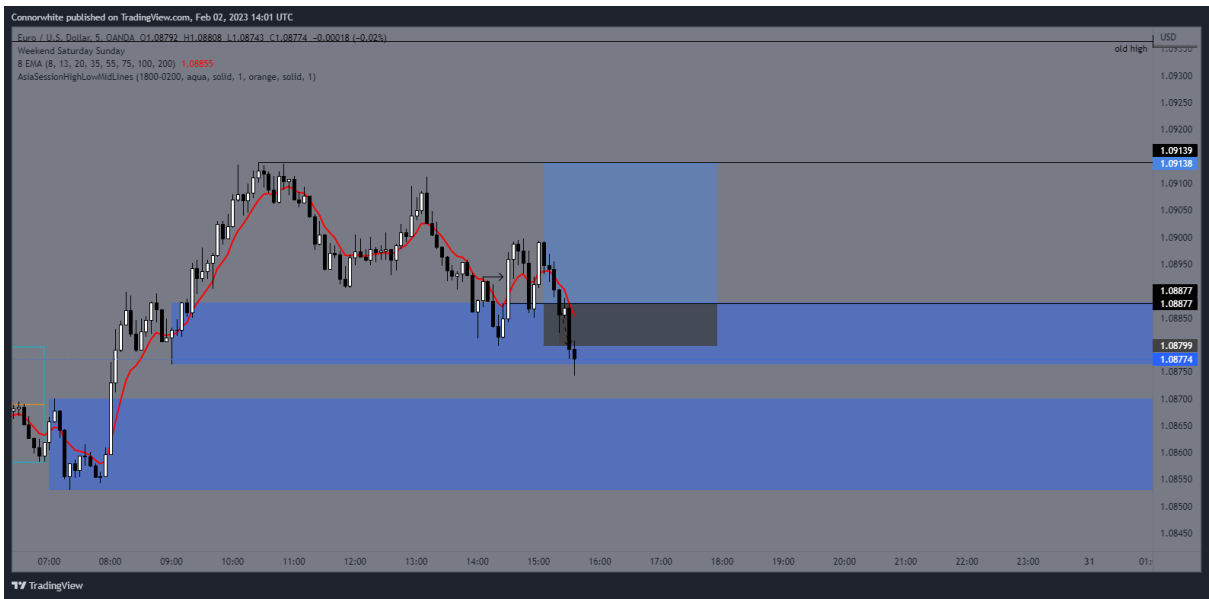 Connorwhite published on TradingView.com, Feb 02, 2023 14:01 UTC
Euro / U.S. Dollar, 5, OANDA O1.08792 H1.08808 L1.08743 C1.08774 −0.00018 (−0.02%)
Weekend Saturday Sunday
8 EMA (8, 13, 20, 35, 55, 75, 100, 200) 1.08855
AsiaSessionHighLowMidLines (1800-0200, aqua, solid, 1, orange, solid, 1)
old high
USD
1.09350
1.09300
1.09250
1.09200
1.09139
1.09138
1.09100
1.09050
1.09000
1.08950
1.08877
1.08877
1.08850
1.08799
1.08774
1.08750
1.08700
1.08650
1.08600
1.08550
1.08500
1.08450
07:00 08:00 09:00 10:00 11:00 12:00 13:00 14:00 15:00 16:00 17:00 18:00 19:00 20:00 21:00 22:00 23:00 31
TradingView